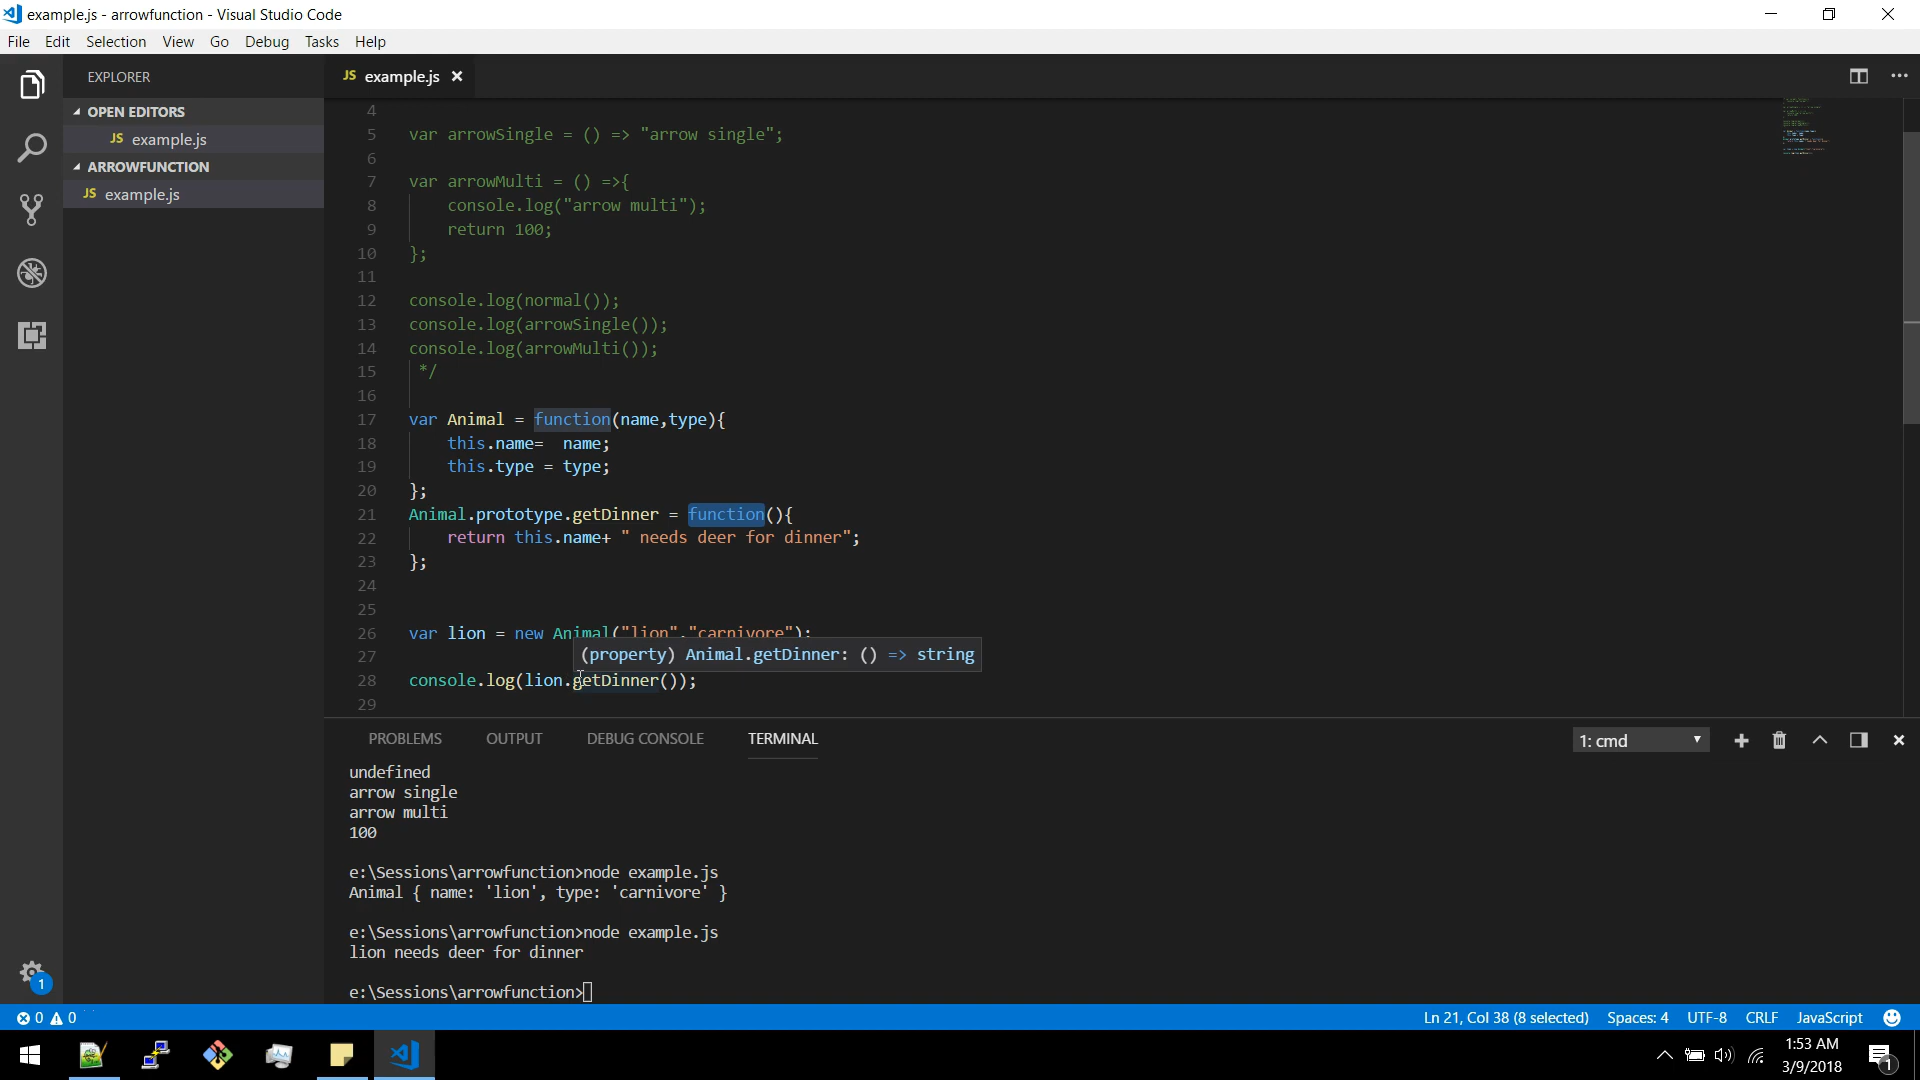 example.js - arrowfunction - Visual Studio Code
File Edit Selection View Go Debug Tasks Help
EXPLORER
OPEN EDITORS
JS example.js
ARROWFUNCTION
JS example.js
JS example.js
4
5 var arrowSingle = () => "arrow single";
6
7 var arrowMulti = () =>{
8 console.log("arrow multi");
9 return 100;
10 };
11
12 console.log(normal());
13 console.log(arrowSingle());
14 console.log(arrowMulti());
15 */
16
17 var Animal = function(name,type){
18 this.name=  name;
19 this.type = type;
20 };
21 Animal.prototype.getDinner = function(){
22 return this.name+ " needs deer for dinner";
23 };
24
25
26 var lion = new Animal("lion","carnivore");
27
(property) Animal.getDinner: () => string
28 console.log(lion.getDinner());
29
PROBLEMS OUTPUT DEBUG CONSOLE TERMINAL
1: cmd
undefined
arrow single
arrow multi
100
e:\Sessions\arrowfunction>node example.js
Animal { name: 'lion', type: 'carnivore' }
e:\Sessions\arrowfunction>node example.js
lion needs deer for dinner
e:\Sessions\arrowfunction>
1
0 0
Ln 21, Col 38 (8 selected) Spaces: 4 UTF-8 CRLF JavaScript
1:53 AM
3/9/2018
1